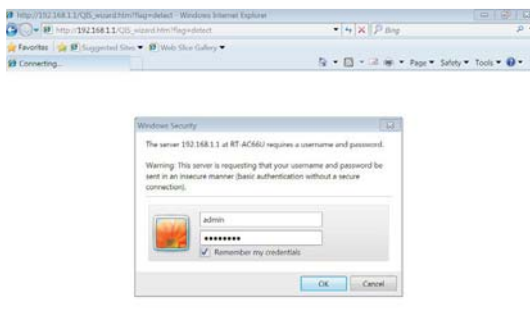 http://192.168.1.1/QIS_wizard.htm?flag=detect - Windows Internet Explorer
http://192.168.1.1/QIS_wizard.htm?flag=detect
Bing
Favorites
Suggested Sites
Web Slice Gallery
Connecting...
Page
Safety
Tools
Windows Security
The server 192.168.1.1 at RT-AC66U requires a username and password.
Warning: This server is requesting that your username and password be
sent in an insecure manner (basic authentication without a secure
connection).
admin
••••••••
Remember my credentials
OK
Cancel